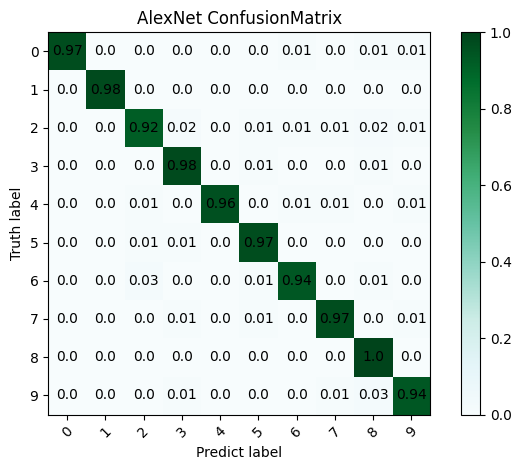 AlexNet ConfusionMatrix
0 0.97 0.0 0.0 0.0 0.0 0.0 0.01 0.0 0.01 0.01
1 0.0 0.98 0.0 0.0 0.0 0.0 0.0 0.0 0.0 0.0
2 0.0 0.0 0.92 0.02 0.0 0.01 0.01 0.01 0.02 0.01
3 0.0 0.0 0.0 0.98 0.0 0.01 0.0 0.0 0.01 0.0
4 0.0 0.0 0.01 0.0 0.96 0.0 0.01 0.01 0.0 0.01
5 0.0 0.0 0.01 0.01 0.0 0.97 0.0 0.0 0.0 0.0
6 0.0 0.0 0.03 0.0 0.0 0.01 0.94 0.0 0.01 0.0
7 0.0 0.0 0.0 0.01 0.0 0.01 0.0 0.97 0.0 0.01
8 0.0 0.0 0.0 0.0 0.0 0.0 0.0 0.0 1.0 0.0
9 0.0 0.0 0.0 0.01 0.0 0.0 0.0 0.01 0.03 0.94
0 1 2 3 4 5 6 7 8 9
Predict label
Truth label
1.0
0.8
0.6
0.4
0.2
0.0